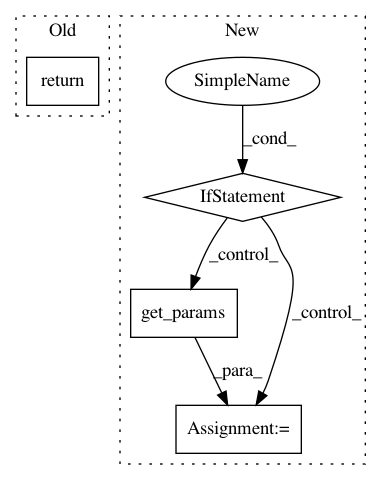 Old
New
return
SimpleName
_cond_
IfStatement
_control_
_control_
get_params
_para_
Assignment:=